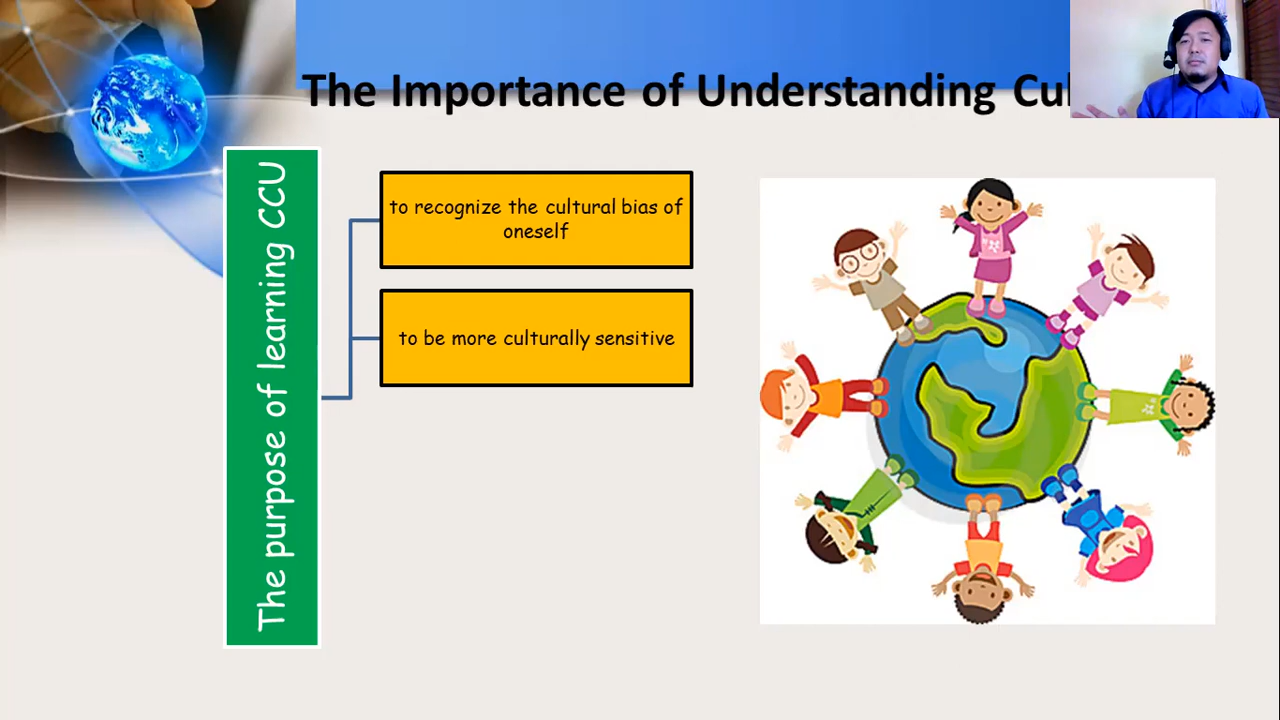 The Importance of Understanding
The purpose of learning CCU
to recognize the cultural bias of
oneself
to be more culturally sensitive